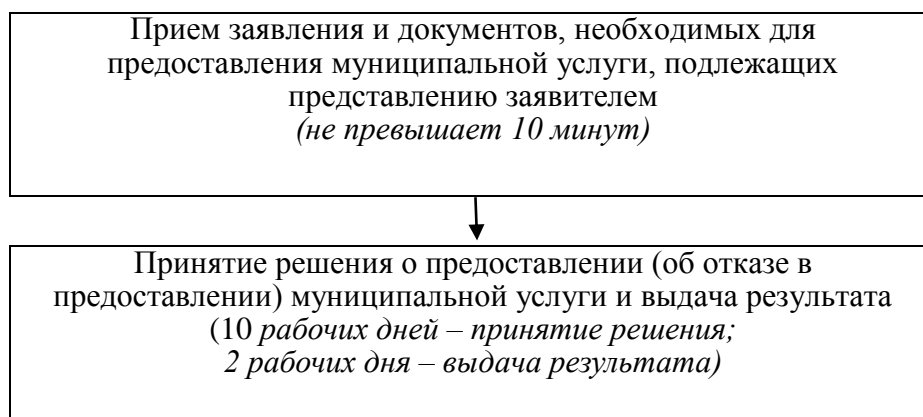 Прием заявления и документов, необходимых для
предоставления муниципальной услуги, подлежащих
представлению заявителем
(не превышает 10 минут)
Принятие решения о предоставлении (об отказе в
предоставлении) муниципальной услуги и выдача результата
(10 рабочих дней – принятие решения;
2 рабочих дня – выдача результата)